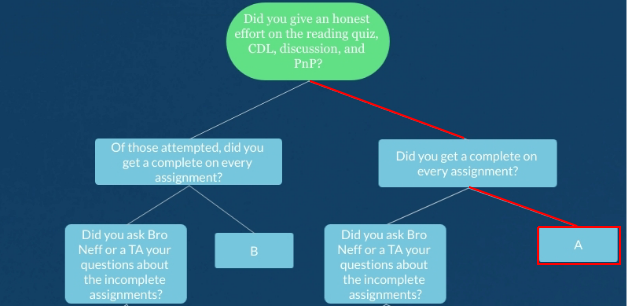 Did you give an honest
effort on the reading quiz,
CDL, discussion, and
PnP?
Of those attempted, did you
get a complete on every
assignment?
Did you get a complete on
every assignment?
Did you ask Bro
Neff or a TA your
questions about
the incomplete
assignments?
B
Did you ask Bro
Neff or a TA your
questions about
the incomplete
assignments?
A